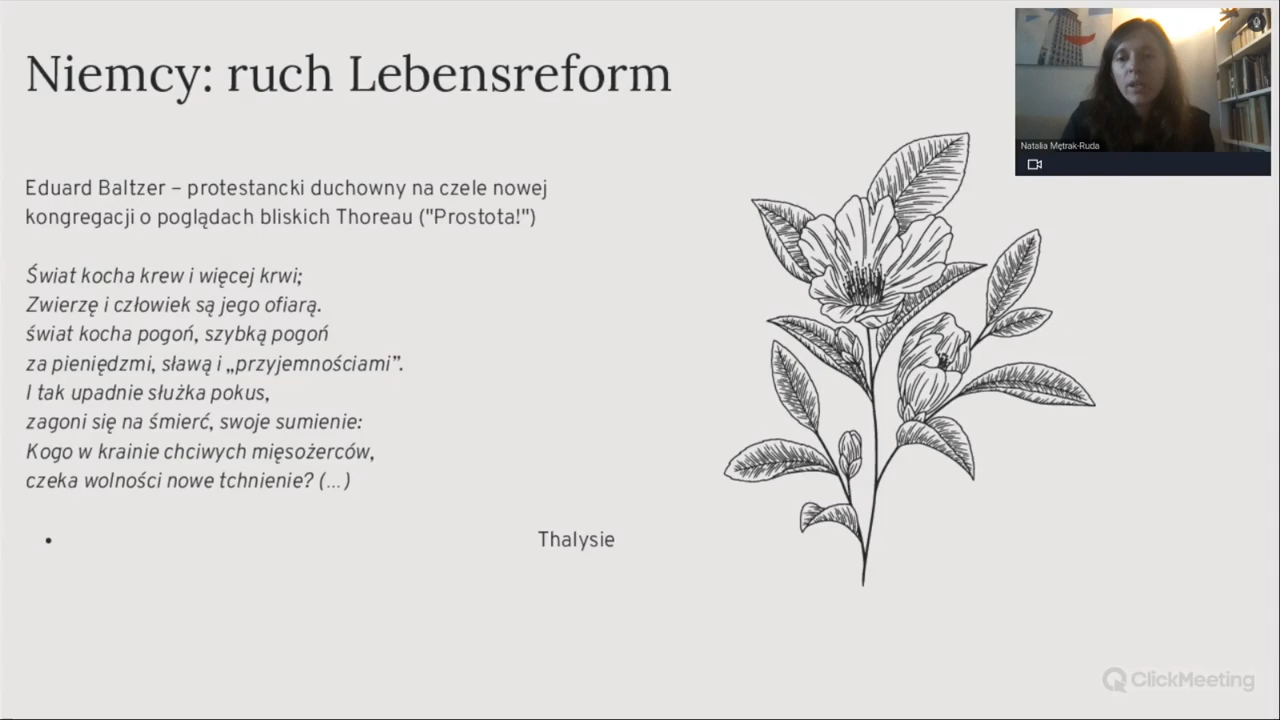 Niemcy: ruch Lebensreform
Eduard Baltzer – protestancki duchowny na czele nowej
kongregacji o poglądach bliskich Thoreau ("Prostota!")
Świat kocha krew i więcej krwi;
Zwierzę i człowiek są jego ofiarą.
świat kocha pogoń, szybką pogoń
za pieniędzmi, sławą i „przyjemnościami”.
I tak upadnie służka pokus,
zagoni się na śmierć, swoje sumienie:
Kogo w krainie chciwych mięsożerców,
czeka wolności nowe tchnienie? (...)
• Thalysie
Natalia Mętrak-Ruda
ClickMeeting